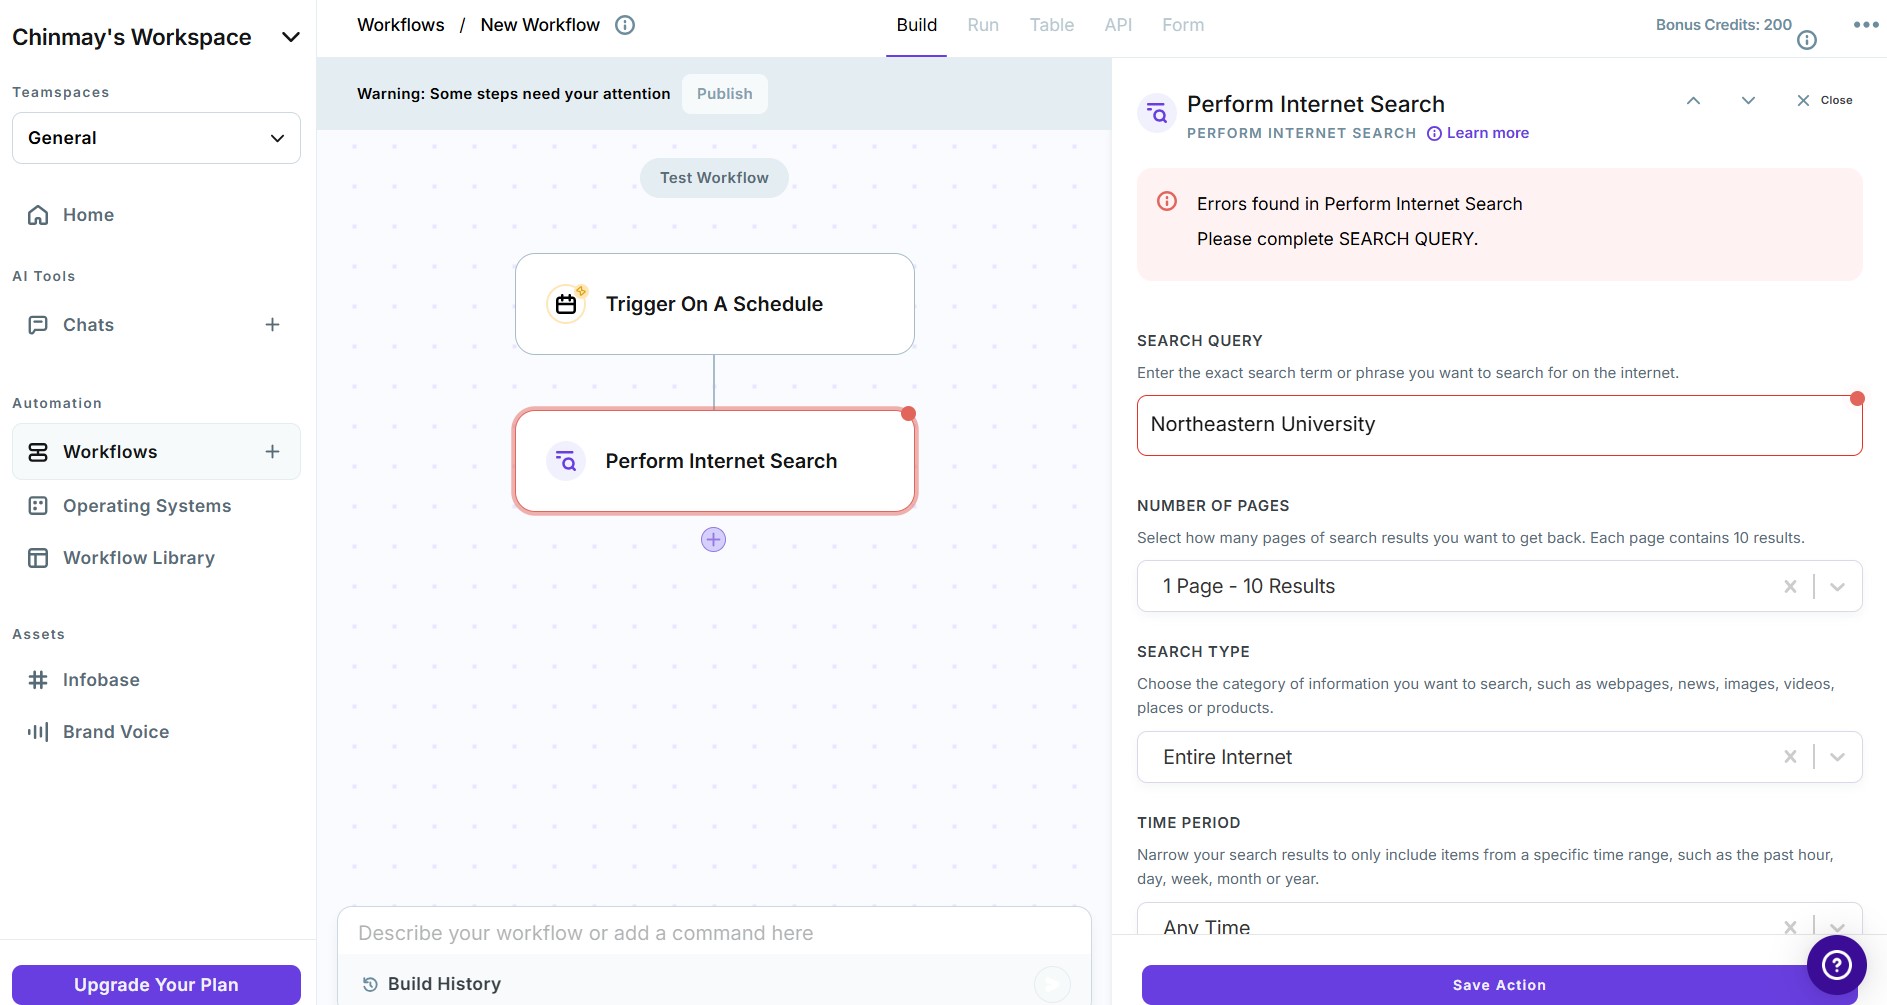 Chinmay's Workspace
Teamspaces
General
Home
AI Tools
Chats
Automation
Workflows
Operating Systems
Workflow Library
Assets
Infobase
Brand Voice
Upgrade Your Plan
Workflows / New Workflow
Build Run Table API Form
Bonus Credits: 200
Warning: Some steps need your attention Publish
Test Workflow
Trigger On A Schedule
Perform Internet Search
Describe your workflow or add a command here
Build History
Perform Internet Search
Close
PERFORM INTERNET SEARCH Learn more
Errors found in Perform Internet Search
Please complete SEARCH QUERY.
SEARCH QUERY
Enter the exact search term or phrase you want to search for on the internet.
Northeastern University
NUMBER OF PAGES
Select how many pages of search results you want to get back. Each page contains 10 results.
1 Page - 10 Results
SEARCH TYPE
Choose the category of information you want to search, such as webpages, news, images, videos,
places or products.
Entire Internet
TIME PERIOD
Narrow your search results to only include items from a specific time range, such as the past hour,
day, week, month or year.
Any Time
Save Action